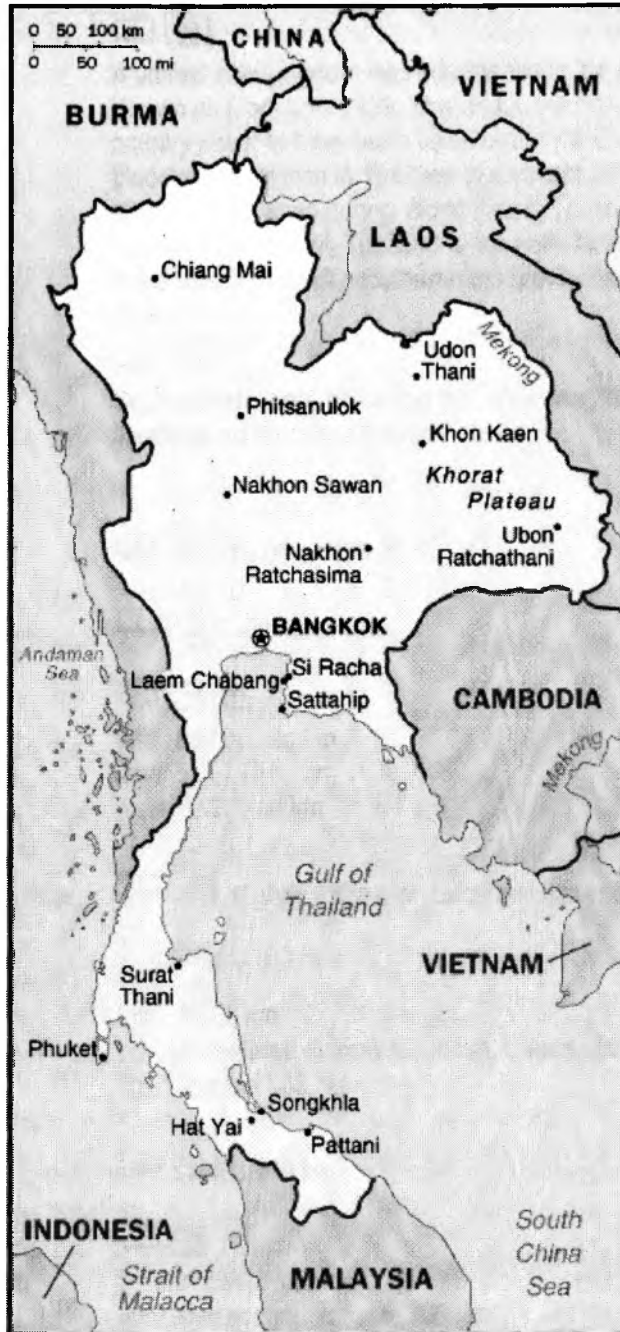 0 50 100 km
0 50 100 mi
CHINA
BURMA
VIETNAM
LAOS
Chiang Mai
Mekong
Udon
Thani
Phitsanulok
Khon Kaen
Khorat
Plateau
Nakhon Sawan
Ubon
Ratchathani
Nakhon
Ratchasima
BANGKOK
Andaman
Sea
Si Racha
Laem Chabang
Sattahip
CAMBODIA
Mekong
Gulf of
Thailand
Surat
Thani
VIETNAM
Phuket
Songkhla
Hat Yai
Pattani
INDONESIA
Strait of
Malacca
MALAYSIA
South
China
Sea